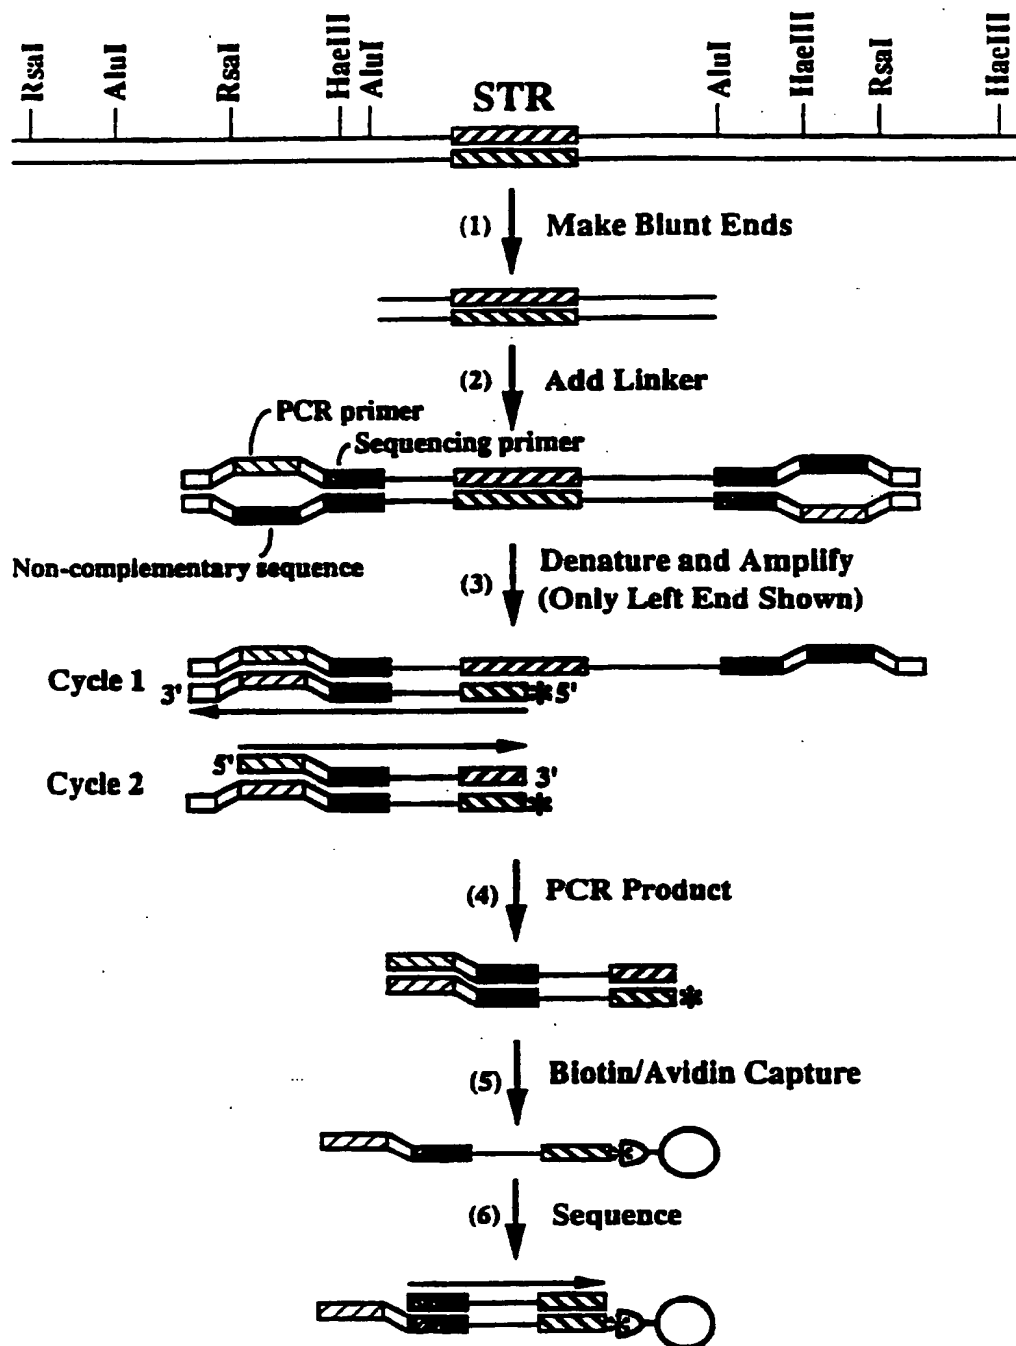 RsaI AluI RsaI HaeIII AluI AluI HaeIII RsaI HaeIII
STR
(1) Make Blunt Ends
(2) Add Linker
PCR primer
Sequencing primer
Non-complementary sequence
(3) Denature and Amplify
(Only Left End Shown)
Cycle 1
3' * 5'
5' 3'
Cycle 2
*
(4) PCR Product
*
(5) Biotin/Avidin Capture
(6) Sequence